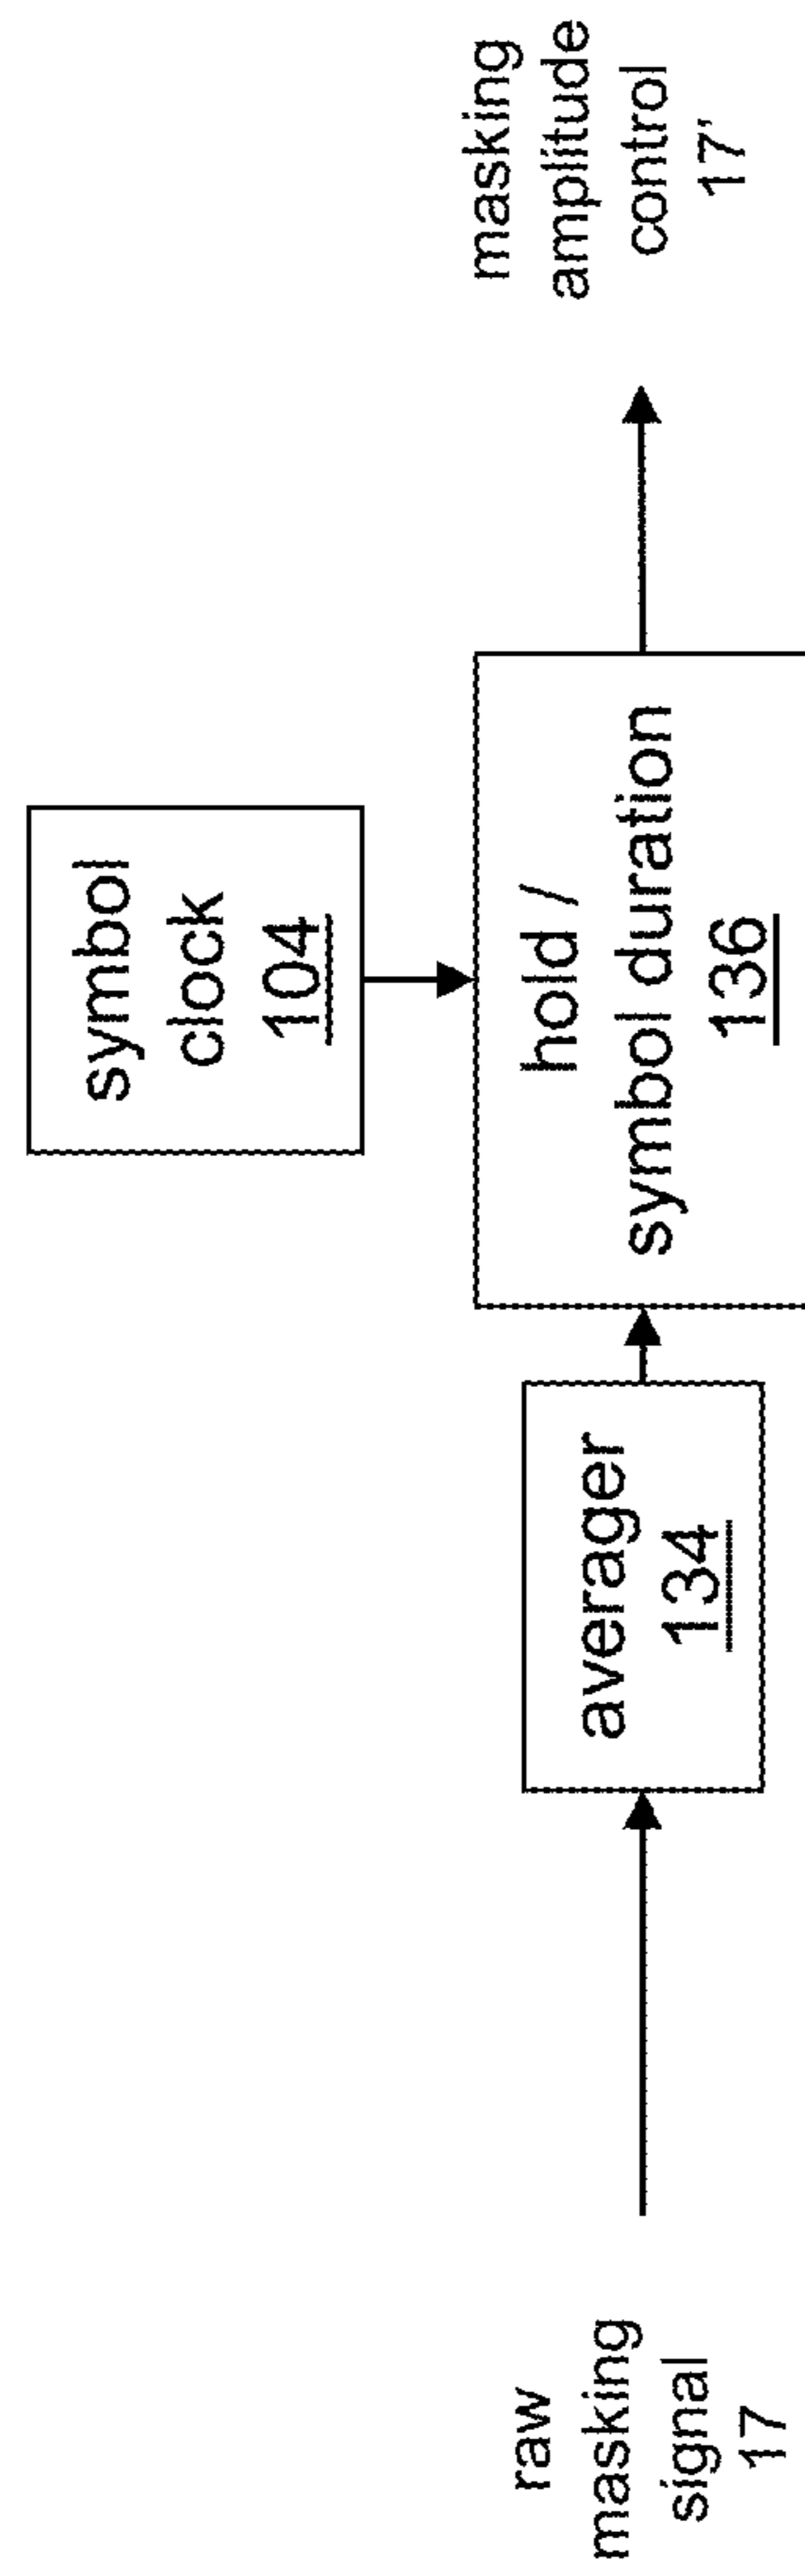 symbol
clock
104
raw
masking
signal
17
averager
134
hold /
symbol duration
136
masking
amplitude
control
17'